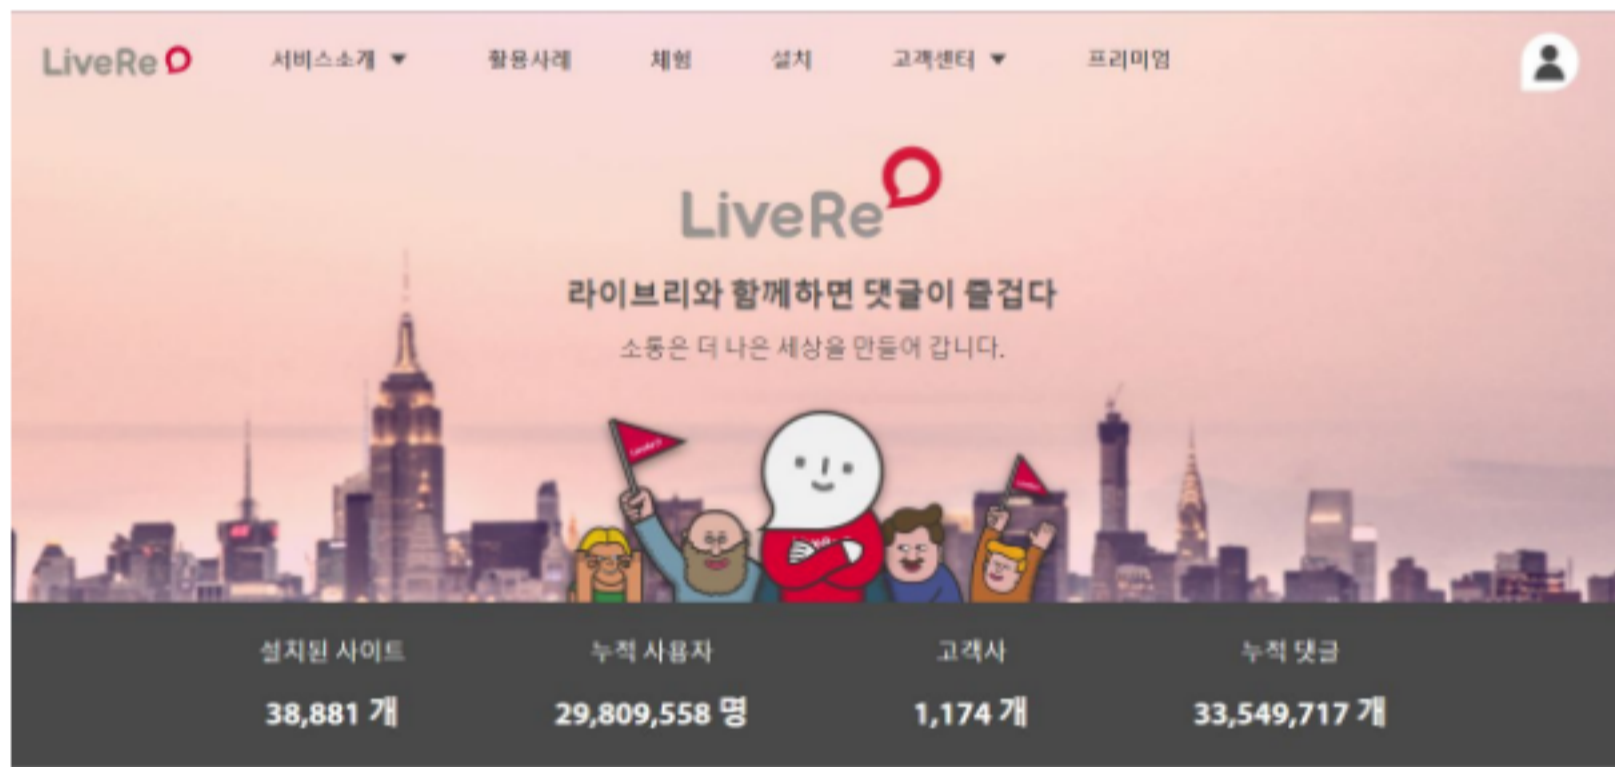 LiveRe 서비스소개 ▼ 활용사례 체험 설치 고객센터 ▼ 프리미엄
LiveRe
라이브리와 함께하면 댓글이 즐겁다
소통은 더 나은 세상을 만들어 갑니다.
설치된 사이트 누적 사용자 고객사 누적 댓글
38,881 개 29,809,558 명 1,174 개 33,549,717 개